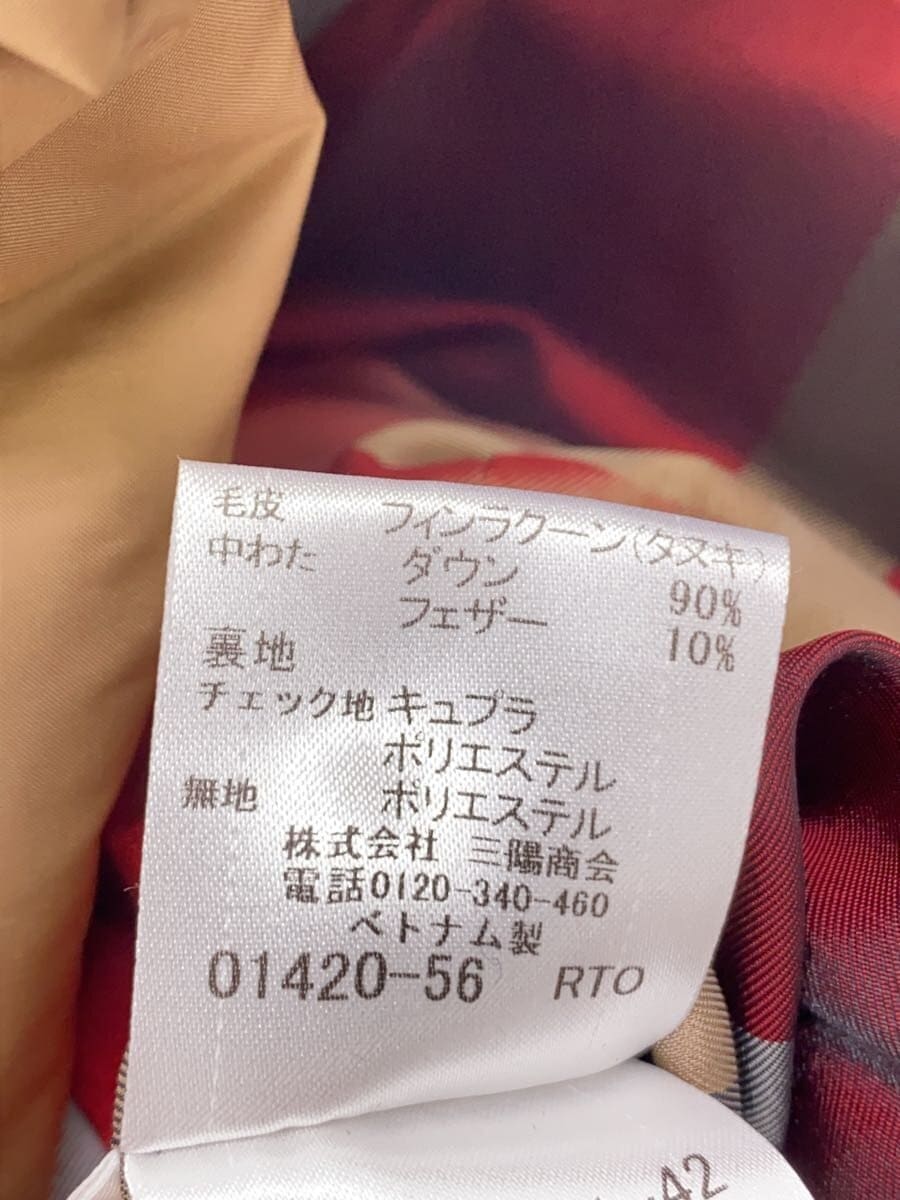 毛皮 フィンラクーン(タヌキ)
中わた ダウン 90%
フェザー 10%
裏地
チェック地 キュプラ
ポリエステル
無地 ポリエステル
株式会社 三陽商会
電話0120-340-460
ベトナム製
01420-56 RTO
42